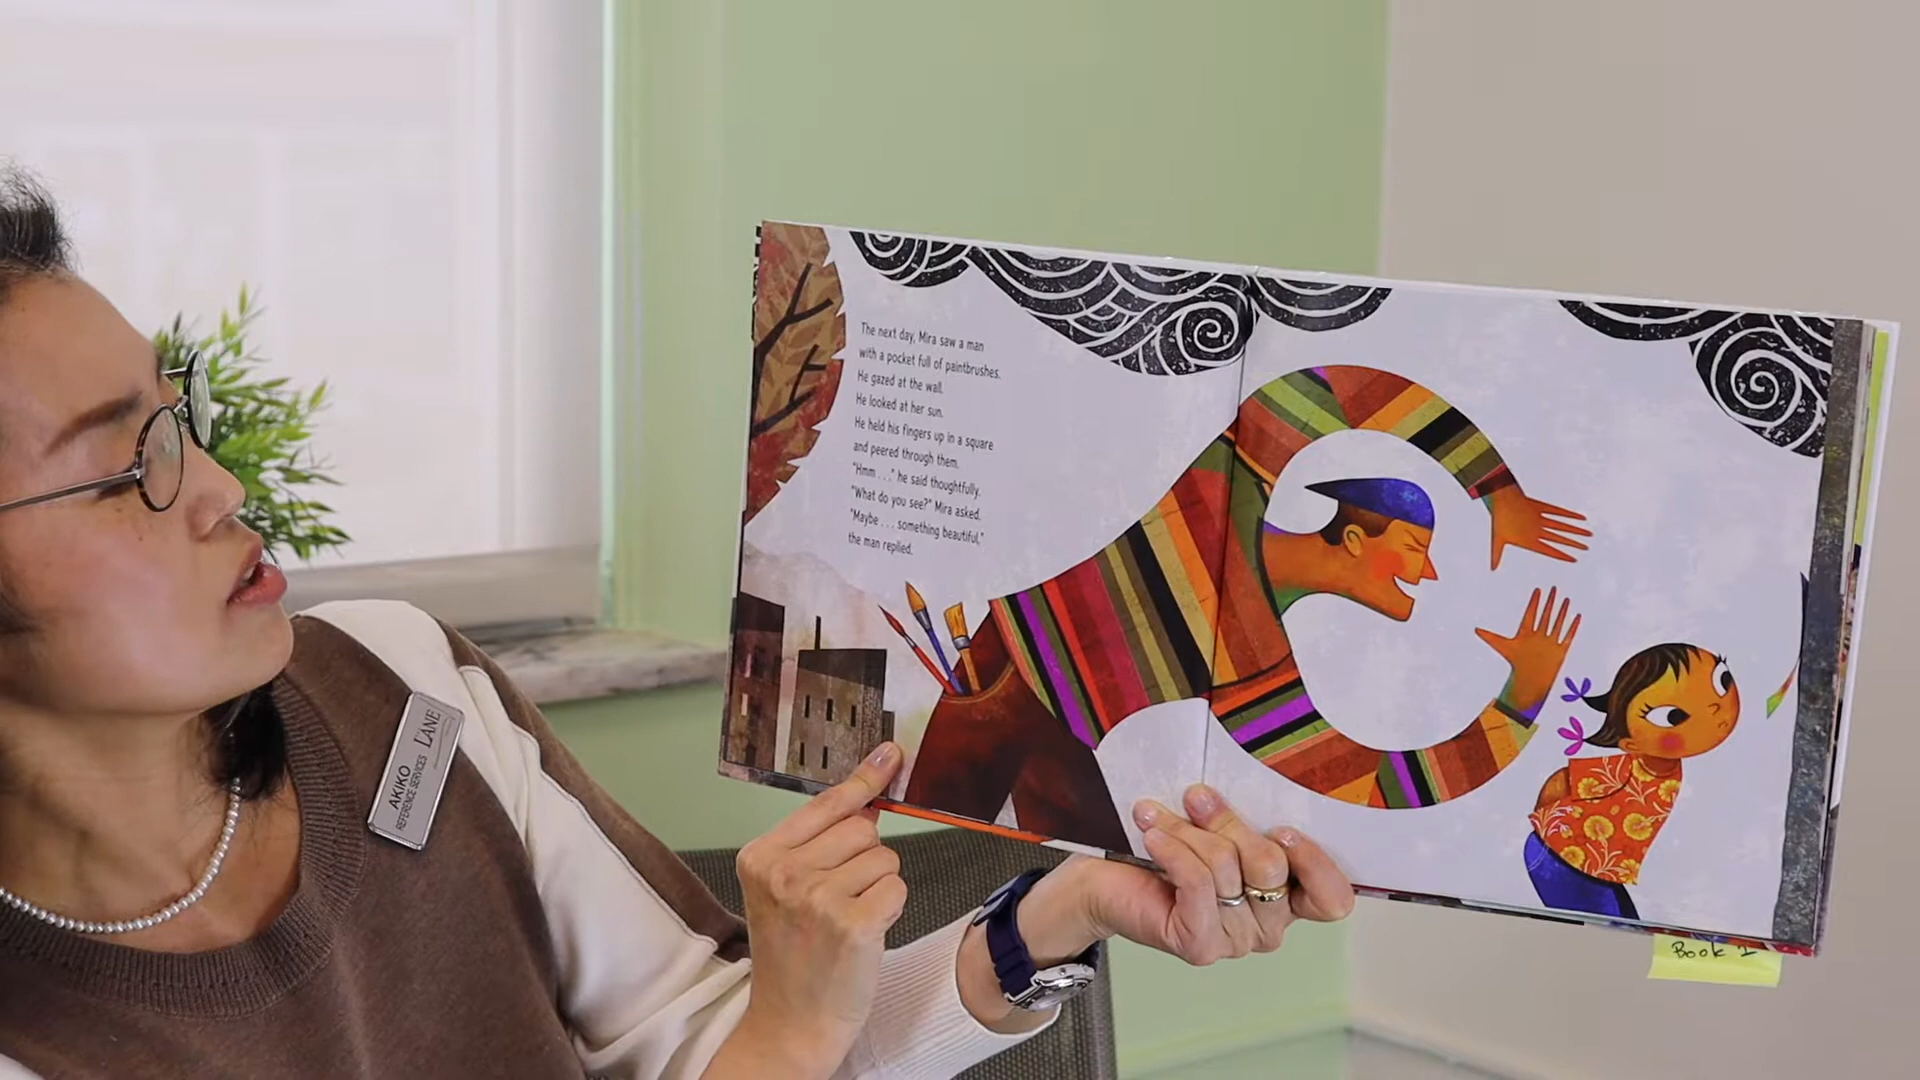 The next day, Mira saw a man
with a pocket full of paintbrushes.
He gazed at the wall.
He looked at her sun.
He held his fingers up in a square
and peered through them.
"Hmm . . ." he said thoughtfully.
"What do you see?" Mira asked.
"Maybe . . . something beautiful,"
the man replied.
AKIKO
REFERENCE SERVICES
LANE
Book 1